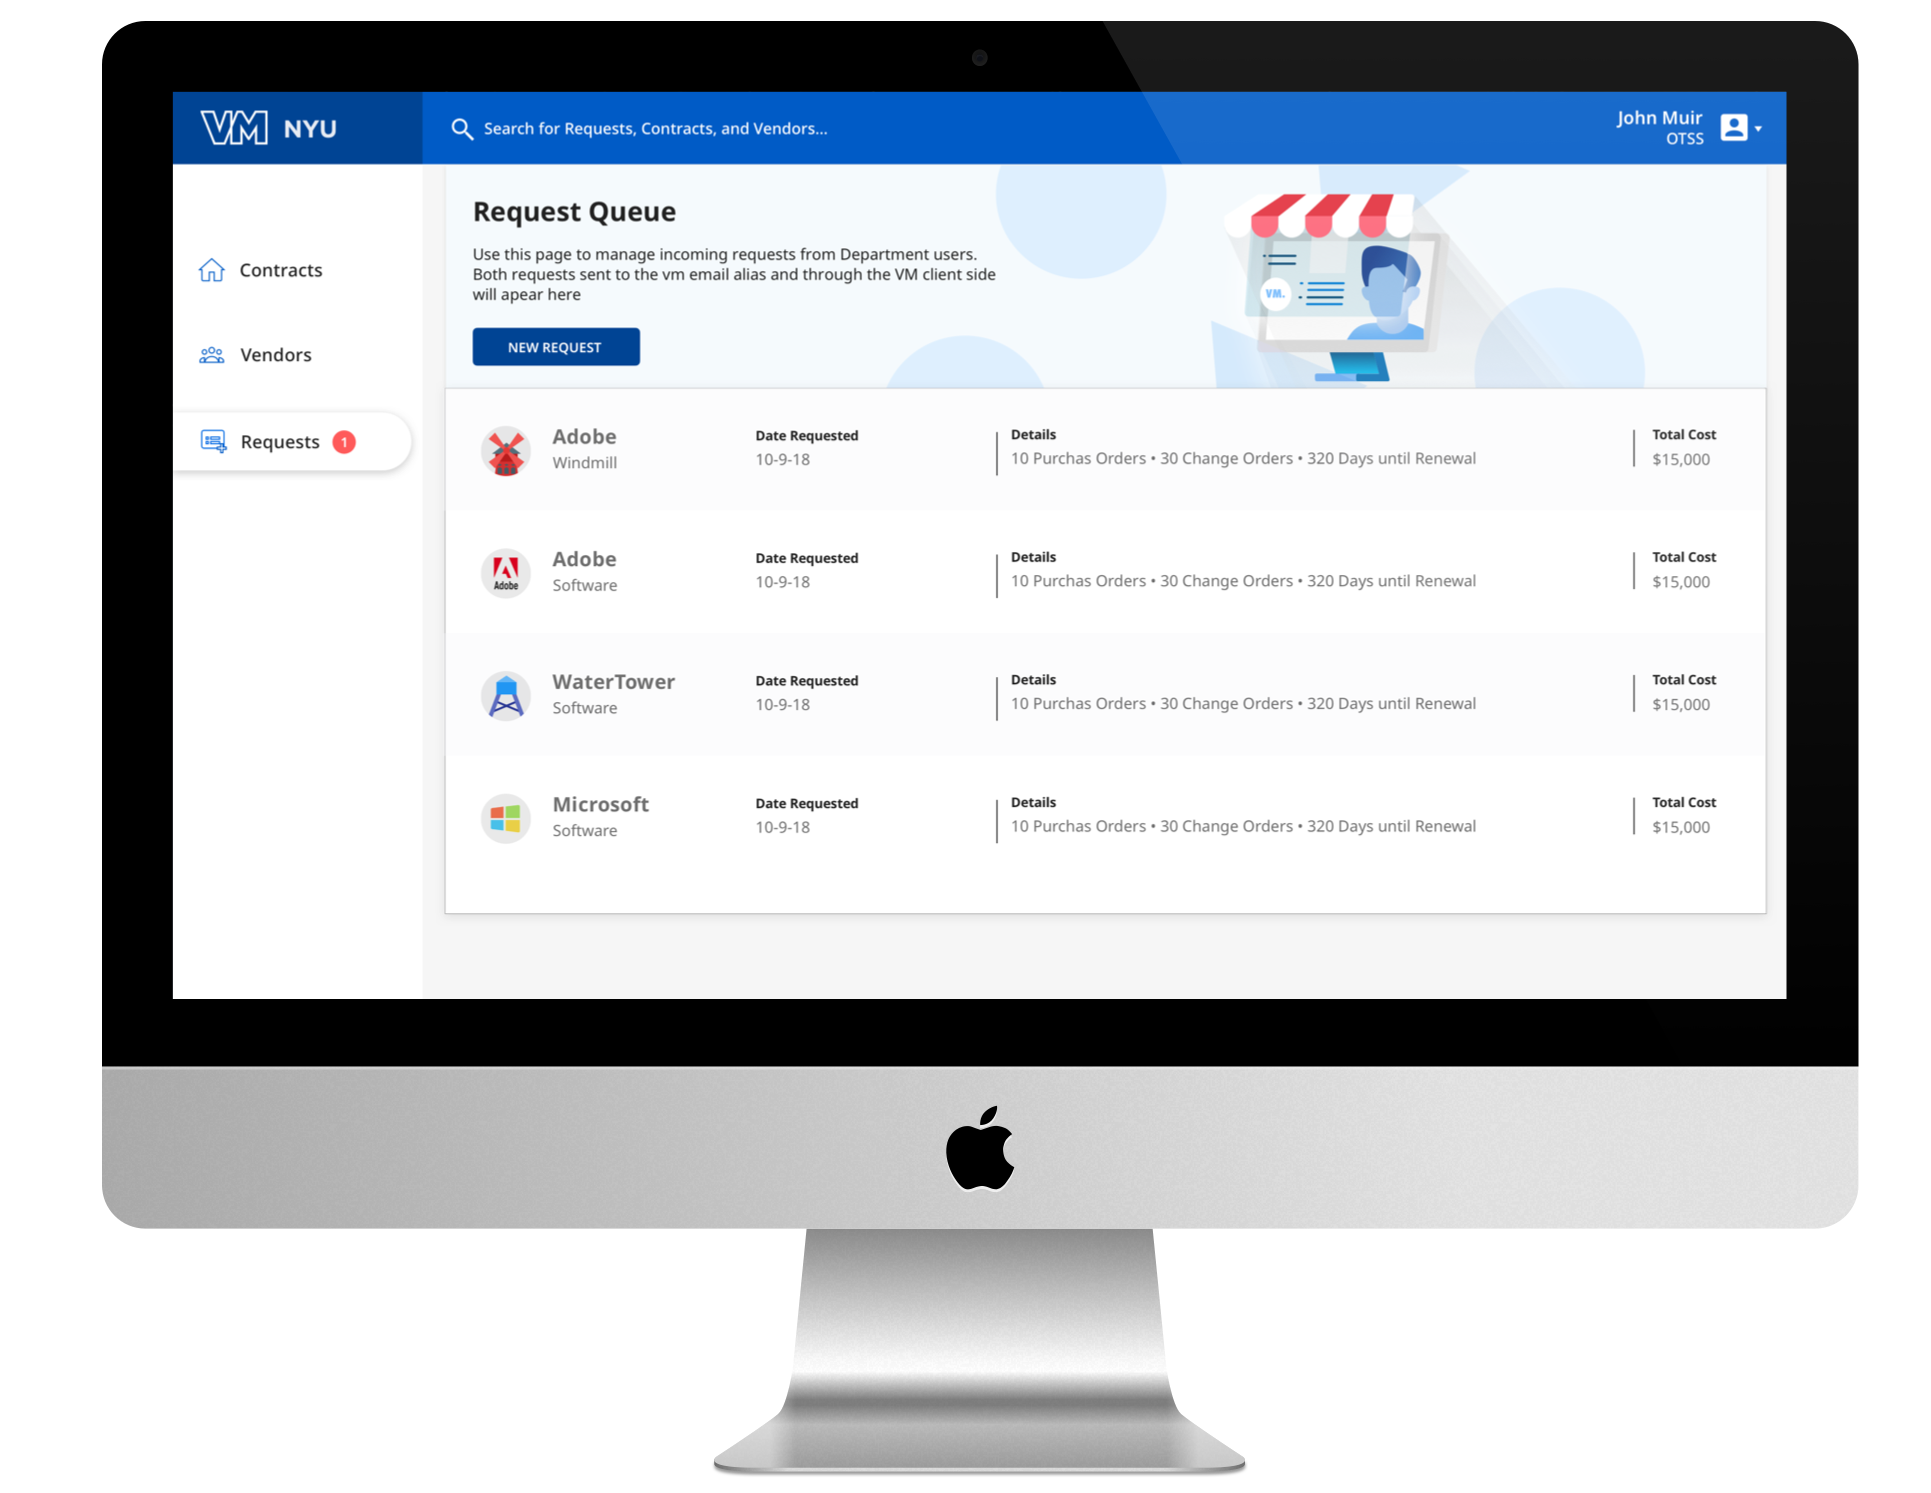 VM NYU
Search for Requests, Contracts, and Vendors...
John Muir
OTSS
Contracts
Vendors
Requests 1
Request Queue
Use this page to manage incoming requests from Department users.
Both requests sent to the vm email alias and through the VM client side
will apear here
NEW REQUEST
VM.
Adobe
Windmill
Date Requested
10-9-18
Details
10 Purchas Orders • 30 Change Orders • 320 Days until Renewal
Total Cost
$15,000
Adobe
Adobe
Software
Date Requested
10-9-18
Details
10 Purchas Orders • 30 Change Orders • 320 Days until Renewal
Total Cost
$15,000
WaterTower
Software
Date Requested
10-9-18
Details
10 Purchas Orders • 30 Change Orders • 320 Days until Renewal
Total Cost
$15,000
Microsoft
Software
Date Requested
10-9-18
Details
10 Purchas Orders • 30 Change Orders • 320 Days until Renewal
Total Cost
$15,000